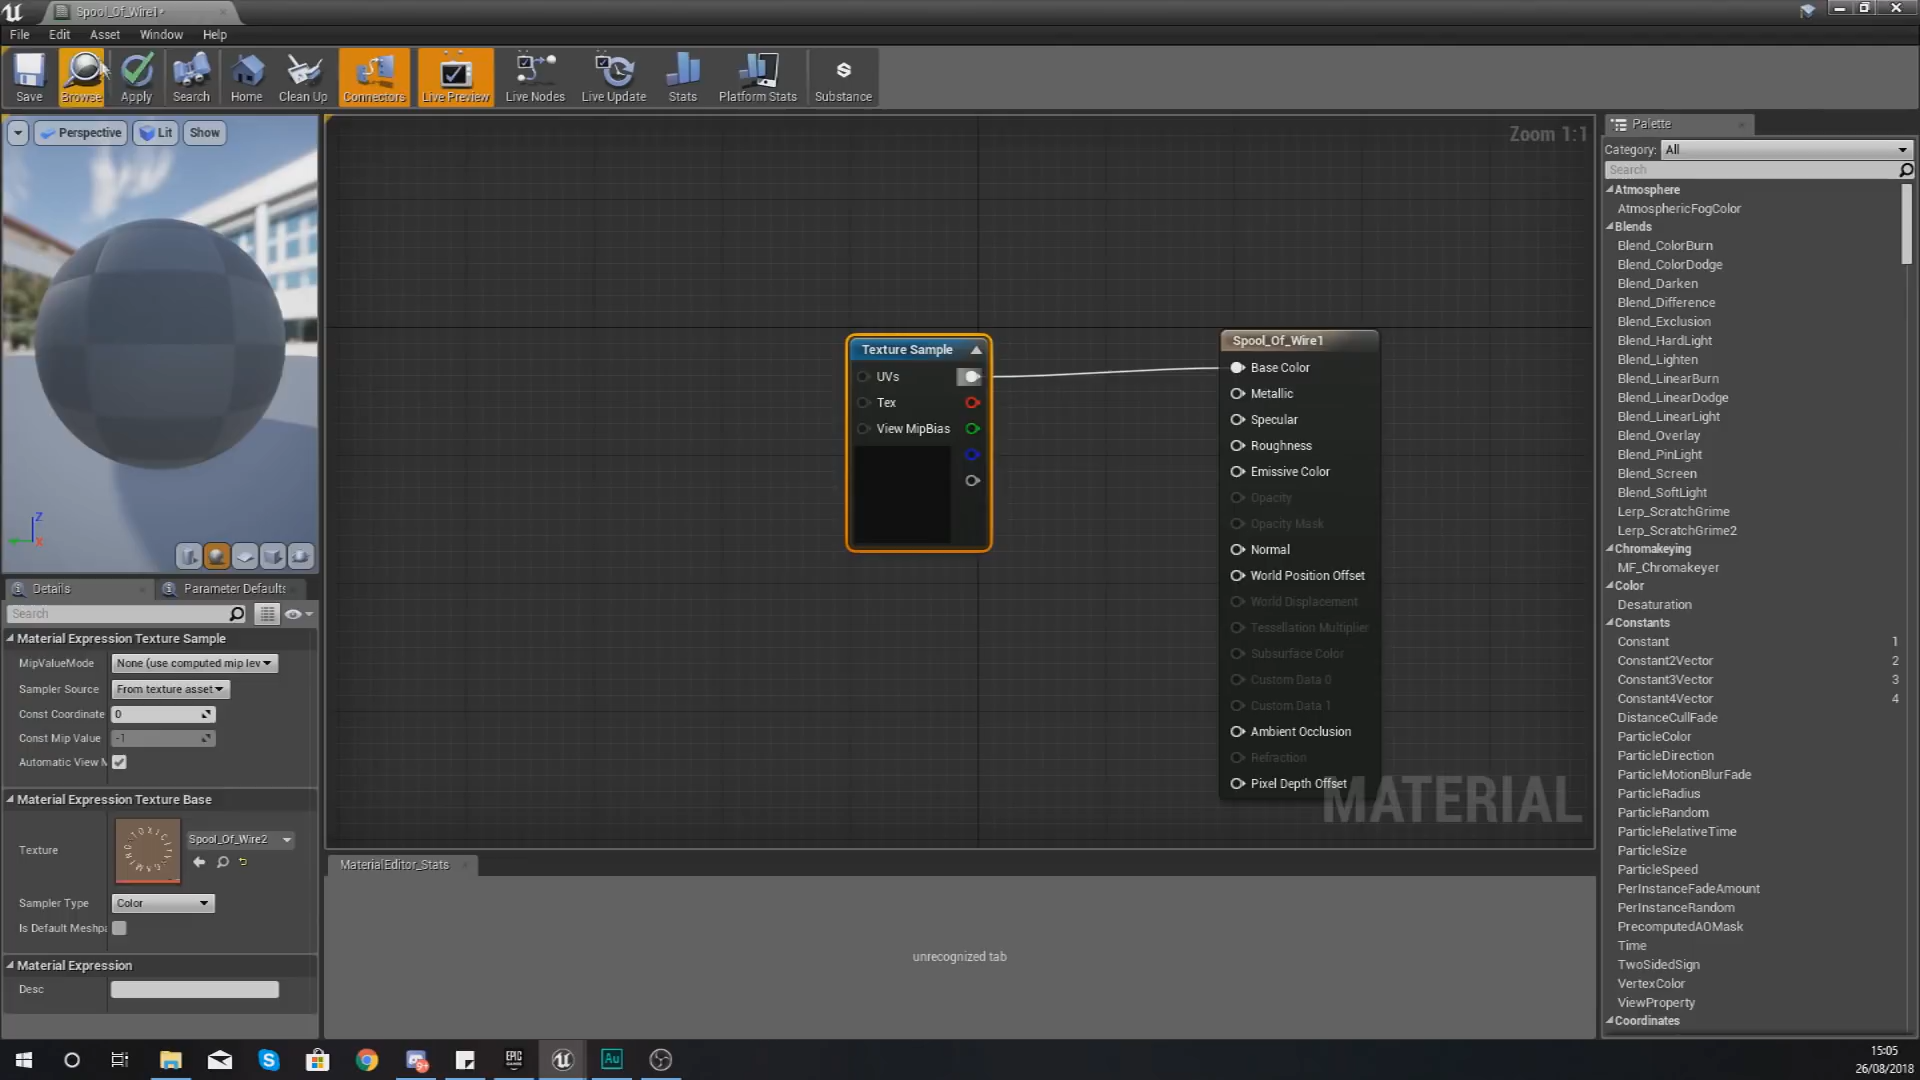 Spool_Of_Wire1*
File Edit Asset Window Help
Save Browse Apply Search Home Clean Up Connectors Live Preview Live Nodes Live Update Stats Platform Stats Substance
Perspective Lit Show
Zoom 1:1
Z
X
Texture Sample
UVs
Tex
View MipBias
Spool_Of_Wire1
Base Color
Metallic
Specular
Roughness
Emissive Color
Opacity
Opacity Mask
Normal
World Position Offset
World Displacement
Tessellation Multiplier
Subsurface Color
Custom Data 0
Custom Data 1
Ambient Occlusion
Refraction
Pixel Depth Offset
MATERIAL
Details Parameter Defaults
Search
Material Expression Texture Sample
MipValueMode None (use computed mip lev
Sampler Source From texture asset
Const Coordinate 0
Const Mip Value -1
Automatic View M
Material Expression Texture Base
Texture Spool_Of_Wire2
Sampler Type Color
Is Default Meshpa
Material Expression
Desc
MaterialEditor_Stats
unrecognized tab
Palette
Category: All
Search
Atmosphere
AtmosphericFogColor
Blends
Blend_ColorBurn
Blend_ColorDodge
Blend_Darken
Blend_Difference
Blend_Exclusion
Blend_HardLight
Blend_Lighten
Blend_LinearBurn
Blend_LinearDodge
Blend_LinearLight
Blend_Overlay
Blend_PinLight
Blend_Screen
Blend_SoftLight
Lerp_ScratchGrime
Lerp_ScratchGrime2
Chromakeying
MF_Chromakeyer
Color
Desaturation
Constants
Constant 1
Constant2Vector 2
Constant3Vector 3
Constant4Vector 4
DistanceCullFade
ParticleColor
ParticleDirection
ParticleMotionBlurFade
ParticleRadius
ParticleRandom
ParticleRelativeTime
ParticleSize
ParticleSpeed
PerInstanceFadeAmount
PerInstanceRandom
PrecomputedAOMask
Time
TwoSidedSign
VertexColor
ViewProperty
Coordinates
EPIC GAMES
Au
15:05
26/08/2018